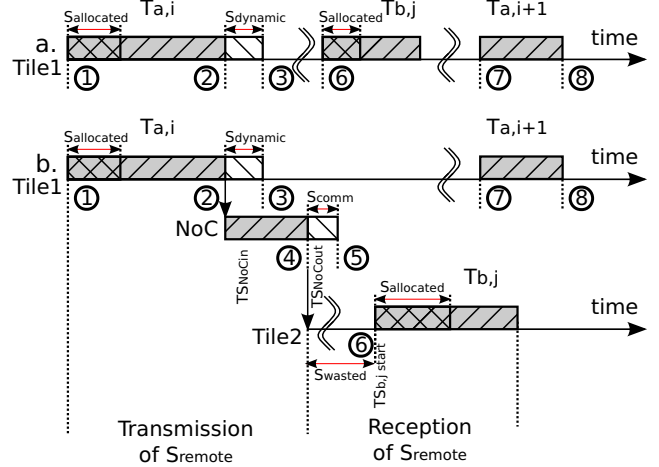 Ta,i Tb,j Ta,i+1
Sallocated Sdynamic Sallocated
a. time
Tile1
1 2 3 6 7 8
Ta,i Ta,i+1
Sallocated Sdynamic
b. time
Tile1
1 2 3 7 8
Scomm
NoC
4 5
TSNoCin
TSNoCout
Sallocated Tb,j
time
Tile2
6
Swasted
TSb,j start
Transmission
of Sremote
Reception
of Sremote